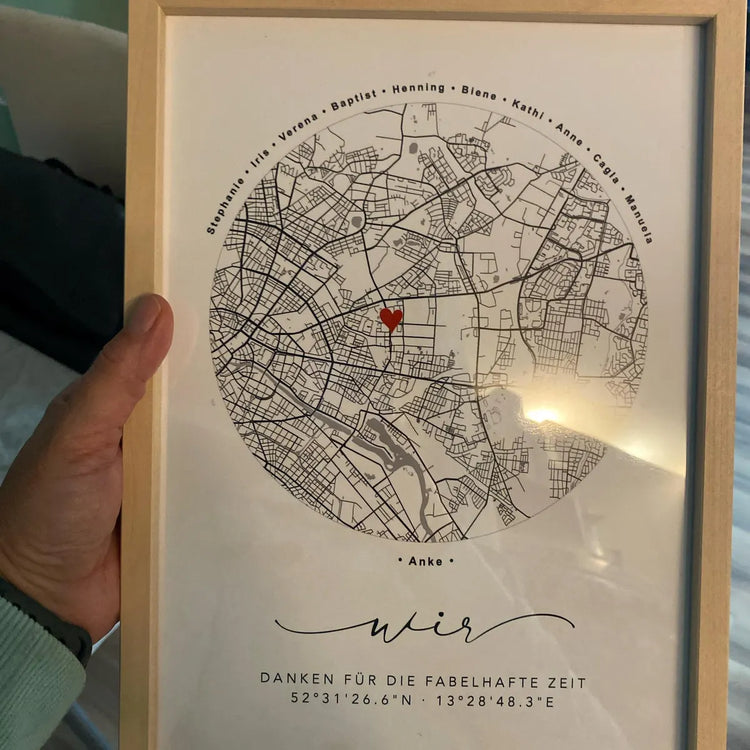 Stephanie • Iris • Verena • Baptist • Henning • Biene • Kathi • Anne • Cagla • Manuela
• Anke •
wir
DANKEN FÜR DIE FABELHAFTE ZEIT
52°31'26.6"N · 13°28'48.3"E